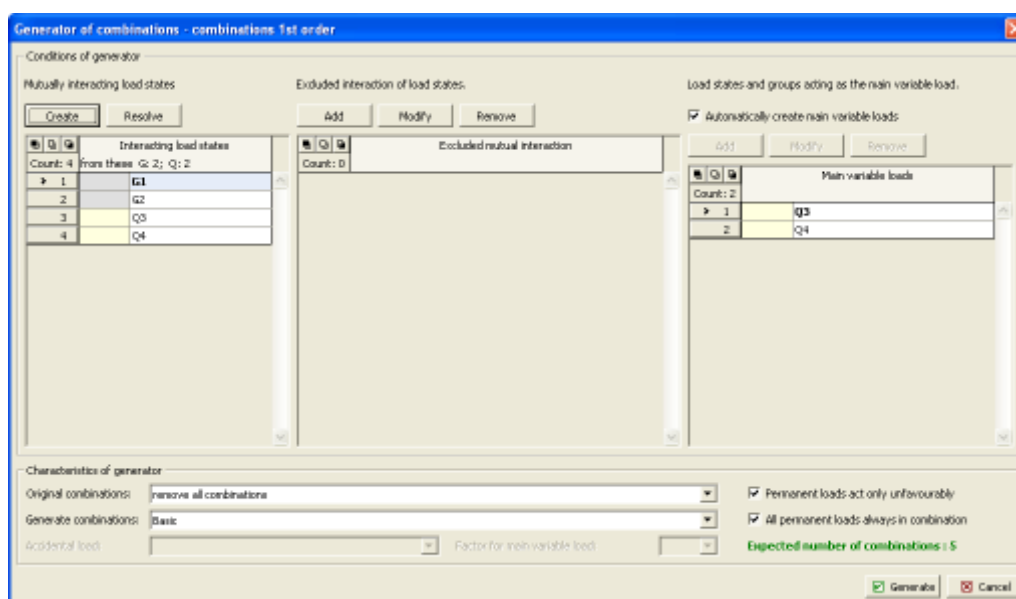 Generator of combinations - combinations 1st order
Conditions of generator
Mutually interacting load states
Create
Resolve
Interacting load states
Count: 4 from these G: 2; Q: 2
1 G1
2 G2
3 Q3
4 Q4
Excluded interaction of load states.
Add
Modify
Remove
Excluded mutual interaction
Count: 0
Load states and groups acting as the main variable load.
Automatically create main variable loads
Add
Modify
Remove
Main variable loads
Count: 2
1 Q3
2 Q4
Characteristics of generator
Original combinations: remove all combinations
Generate combinations: Basic
Accidental load:
Factor for main variable load:
Permanent loads act only unfavourably
All permanent loads always in combination
Expected number of combinations : 5
Generate
Cancel